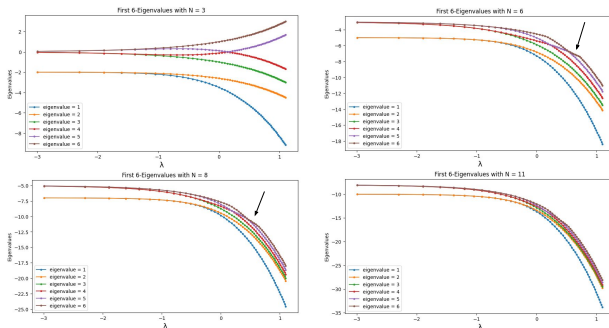 First 6-Eigenvalues with N = 3
Eigenvalues
2
0
−2
−4
−6
−8
eigenvalue = 1
eigenvalue = 2
eigenvalue = 3
eigenvalue = 4
eigenvalue = 5
eigenvalue = 6
−3
−2
−1
0
1
λ
First 6-Eigenvalues with N = 6
Eigenvalues
−4
−6
−8
−10
−12
−14
−16
−18
eigenvalue = 1
eigenvalue = 2
eigenvalue = 3
eigenvalue = 4
eigenvalue = 5
eigenvalue = 6
−3
−2
−1
0
1
λ
First 6-Eigenvalues with N = 8
Eigenvalues
−5.0
−7.5
−10.0
−12.5
−15.0
−17.5
−20.0
−22.5
−25.0
eigenvalue = 1
eigenvalue = 2
eigenvalue = 3
eigenvalue = 4
eigenvalue = 5
eigenvalue = 6
−3
−2
−1
0
1
λ
First 6-Eigenvalues with N = 11
Eigenvalues
−10
−15
−20
−25
−30
−35
eigenvalue = 1
eigenvalue = 2
eigenvalue = 3
eigenvalue = 4
eigenvalue = 5
eigenvalue = 6
−3
−2
−1
0
1
λ